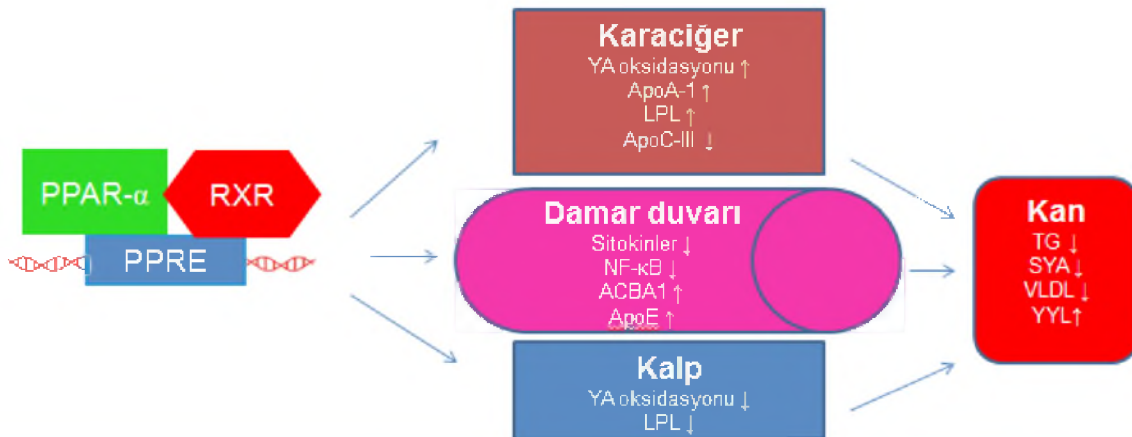 PPAR-α
RXR
PPRE
Karaciğer
YA oksidasyonu ↑
ApoA-1 ↑
LPL ↑
ApoC-III ↓
Damar duvarı
Sitokinler ↓
NF-κB ↓
ACBA1 ↑
ApoE ↑
Kalp
YA oksidasyonu ↓
LPL ↓
Kan
TG ↓
SYA ↓
VLDL ↓
YYL↑